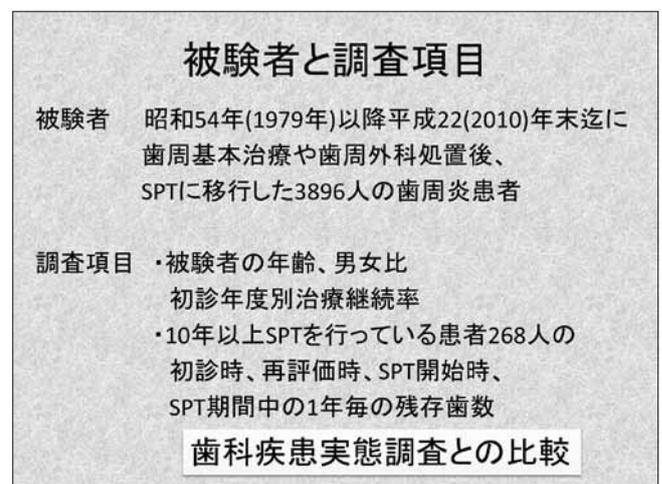 被験者と調査項目
被験者 昭和54年(1979年)以降平成22(2010)年末迄に
歯周基本治療や歯周外科処置後、
SPTに移行した3896人の歯周炎患者
調査項目 ・被験者の年齢、男女比
初診年度別治療継続率
・10年以上SPTを行っている患者268人の
初診時、再評価時、SPT開始時、
SPT期間中の1年毎の残存歯数
歯科疾患実態調査との比較